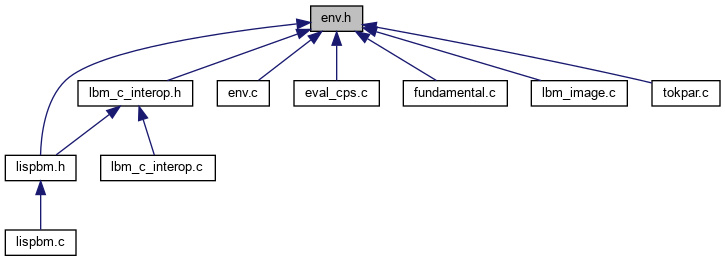 env.h
lbm_c_interop.h
env.c
eval_cps.c
fundamental.c
lbm_image.c
tokpar.c
lispbm.h
lbm_c_interop.c
lispbm.c